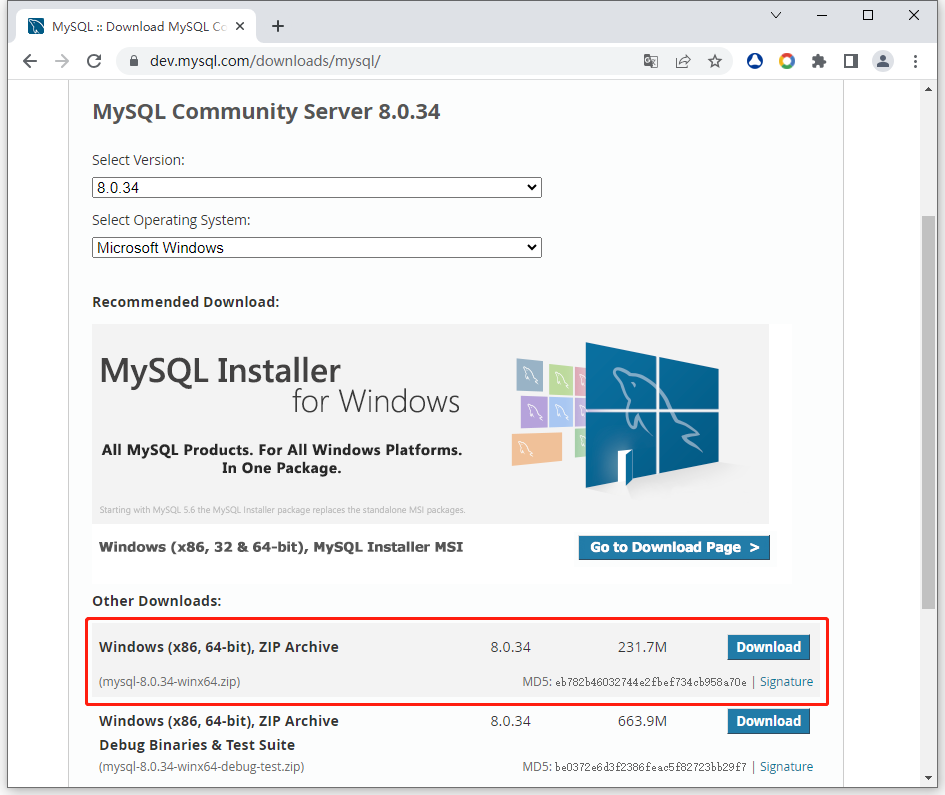 MySQL :: Download MySQL Co
dev.mysql.com/downloads/mysql/
MySQL Community Server 8.0.34
Select Version:
8.0.34
Select Operating System:
Microsoft Windows
Recommended Download:
MySQL Installer
for Windows
All MySQL Products. For All Windows Platforms.
In One Package.
Starting with MySQL 5.6 the MySQL Installer package replaces the standalone MSI packages.
Windows (x86, 32 & 64-bit), MySQL Installer MSI
Go to Download Page >
Other Downloads:
Windows (x86, 64-bit), ZIP Archive 8.0.34 231.7M Download
(mysql-8.0.34-winx64.zip) MD5: eb782b46032744e2fbef734cb958a70e | Signature
Windows (x86, 64-bit), ZIP Archive 8.0.34 663.9M Download
Debug Binaries & Test Suite
(mysql-8.0.34-winx64-debug-test.zip) MD5: be0372e6d3f2386feac5f82723bb29f7 | Signature